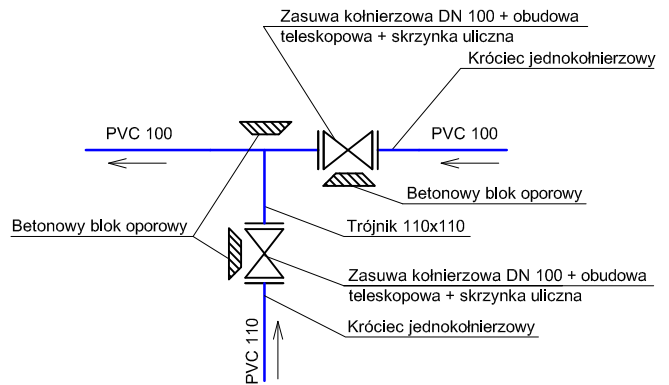 Zasuwa kołnierzowa DN 100 + obudowa
teleskopowa + skrzynka uliczna
Króciec jednokołnierzowy
PVC 100
PVC 100
Betonowy blok oporowy
Betonowy blok oporowy
Trójnik 110x110
Zasuwa kołnierzowa DN 100 + obudowa
teleskopowa + skrzynka uliczna
Króciec jednokołnierzowy
PVC 110